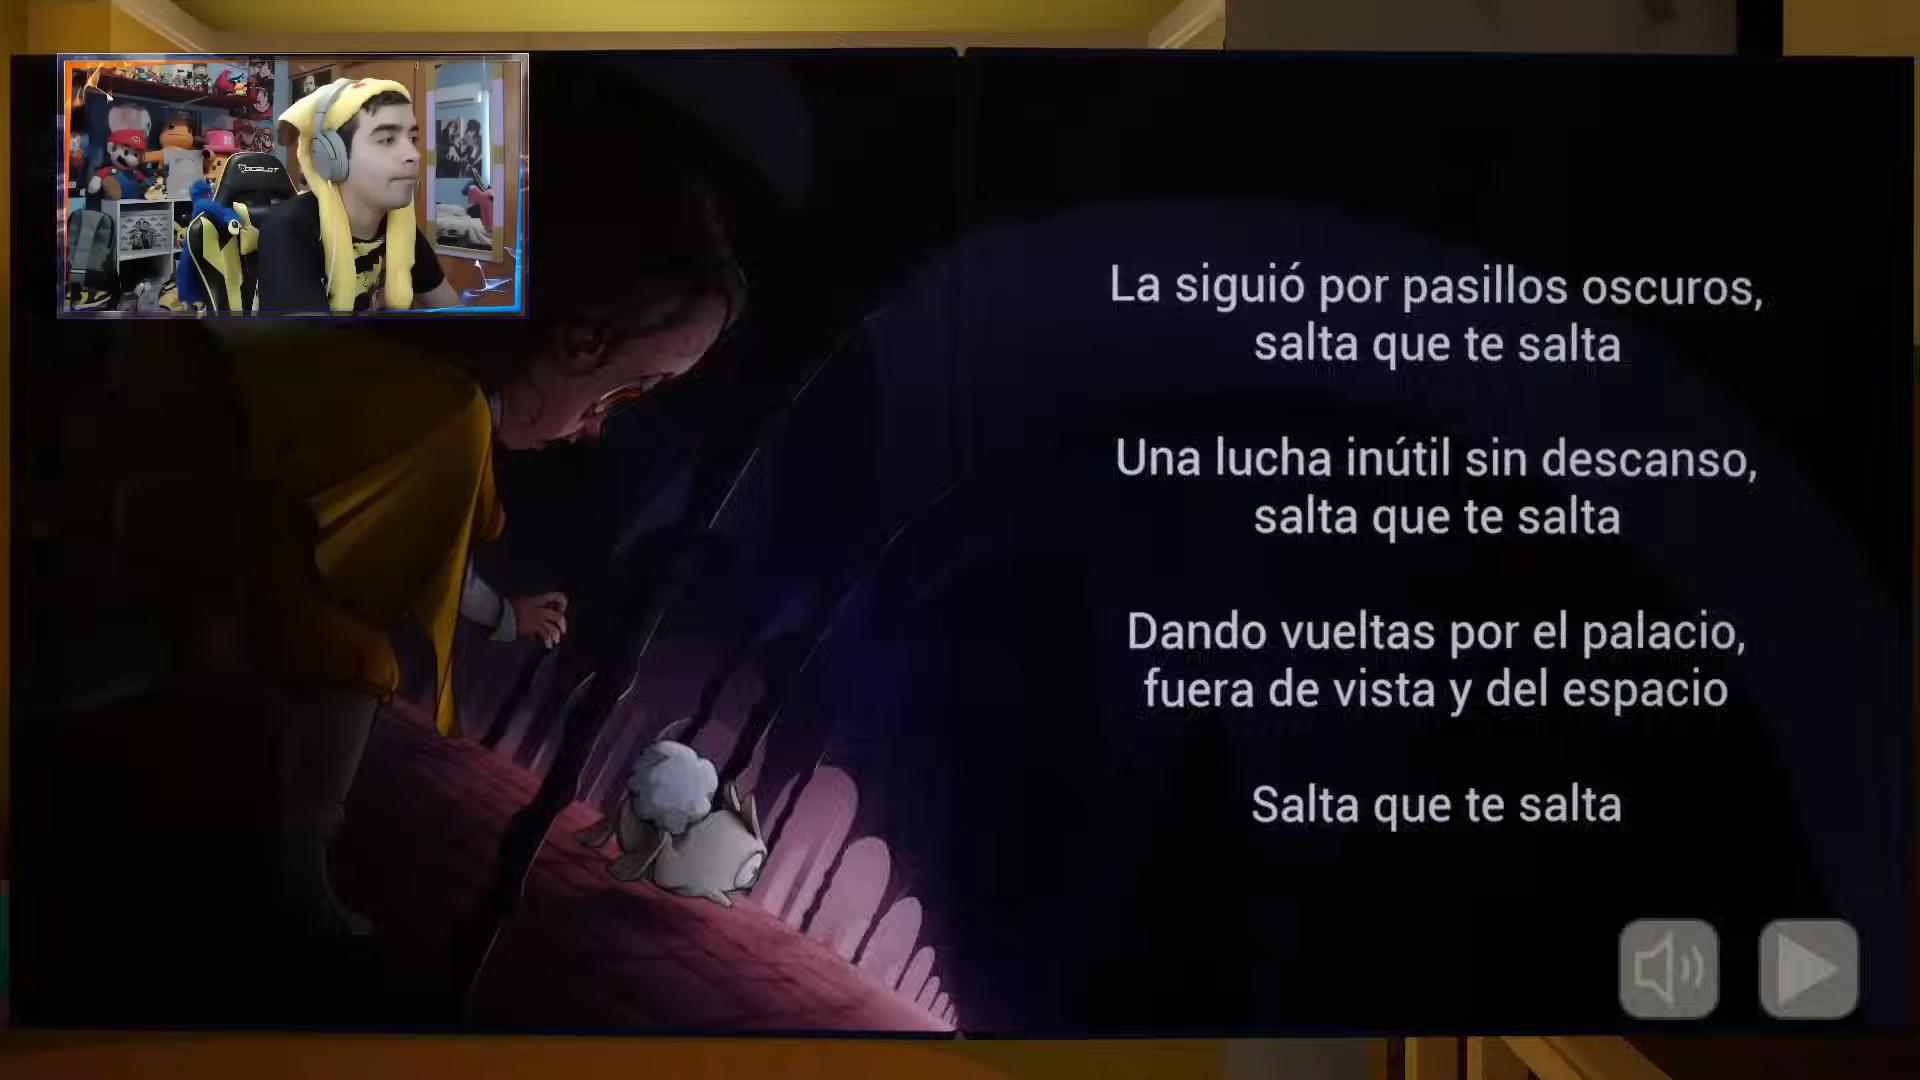 La siguió por pasillos oscuros,
salta que te salta
Una lucha inútil sin descanso,
salta que te salta
Dando vueltas por el palacio,
fuera de vista y del espacio
Salta que te salta